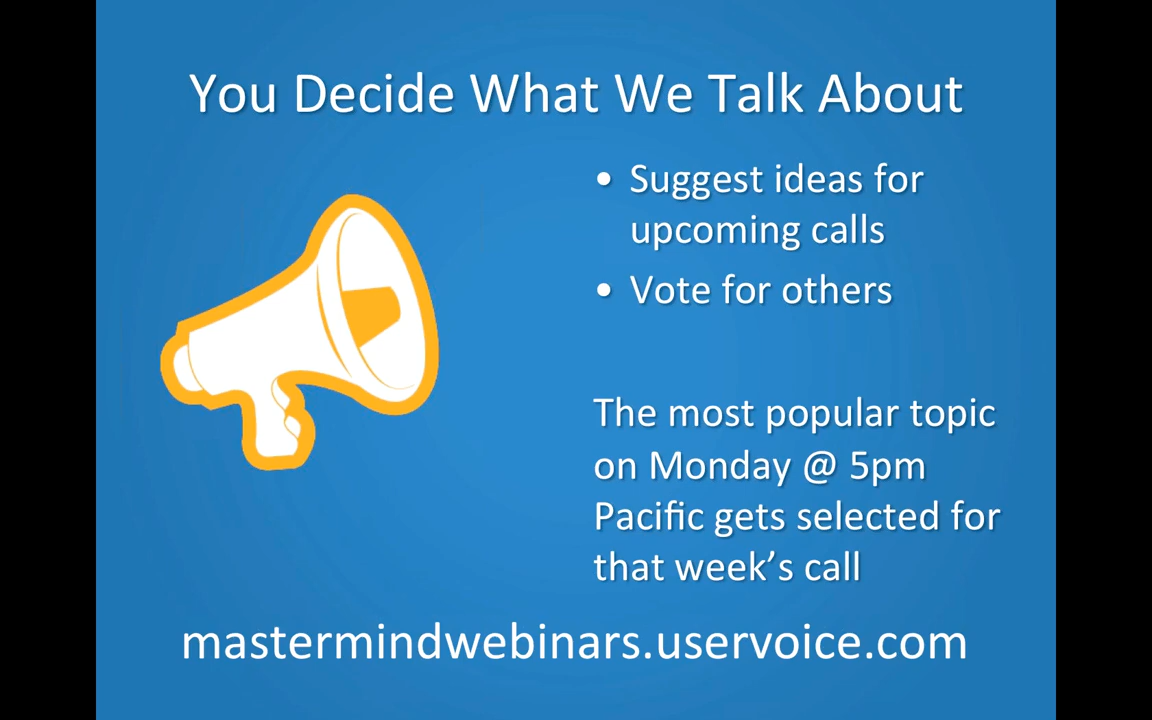 You Decide What We Talk About
• Suggest ideas for
upcoming calls
• Vote for others
The most popular topic
on Monday @ 5pm
Pacific gets selected for
that week’s call
mastermindwebinars.uservoice.com